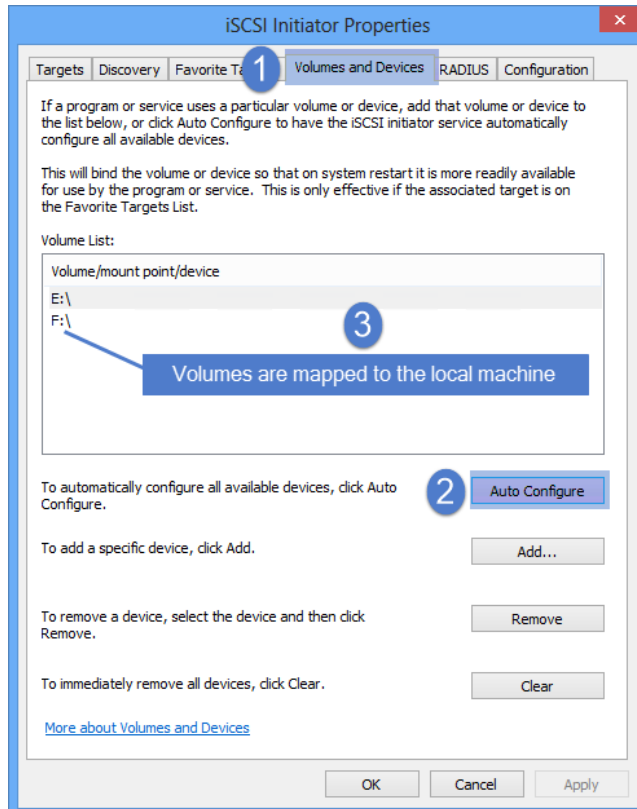 iSCSI Initiator Properties
×
Targets Discovery Favorite Ta 1 Volumes and Devices RADIUS Configuration
If a program or service uses a particular volume or device, add that volume or device to
the list below, or click Auto Configure to have the iSCSI initiator service automatically
configure all available devices.
This will bind the volume or device so that on system restart it is more readily available
for use by the program or service. This is only effective if the associated target is on
the Favorite Targets List.
Volume List:
Volume/mount point/device
E:\
F:\
3
Volumes are mapped to the local machine
To automatically configure all available devices, click Auto
Configure.
2 Auto Configure
To add a specific device, click Add.
Add...
To remove a device, select the device and then click
Remove.
Remove
To immediately remove all devices, click Clear.
Clear
More about Volumes and Devices
OK Cancel Apply